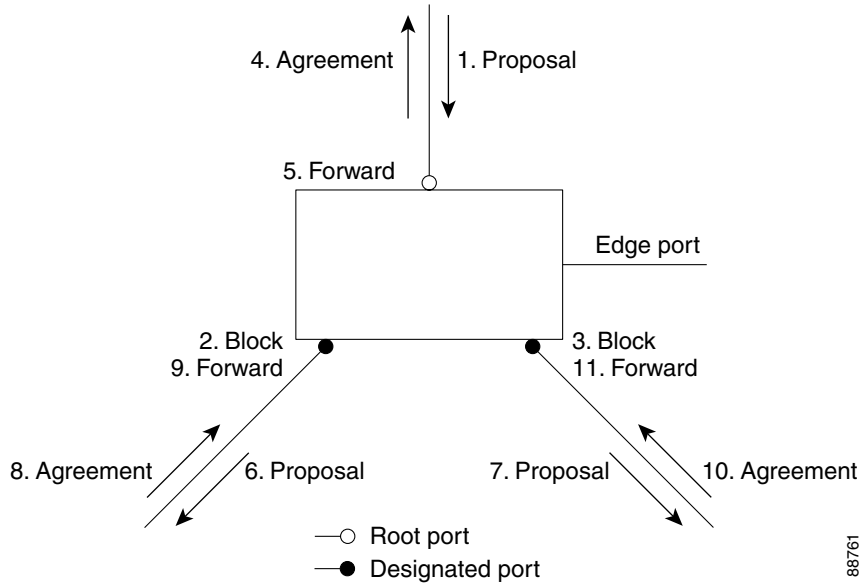 4. Agreement
1. Proposal
5. Forward
Edge port
2. Block
9. Forward
3. Block
11. Forward
8. Agreement
6. Proposal
7. Proposal
10. Agreement
Root port
Designated port
88761